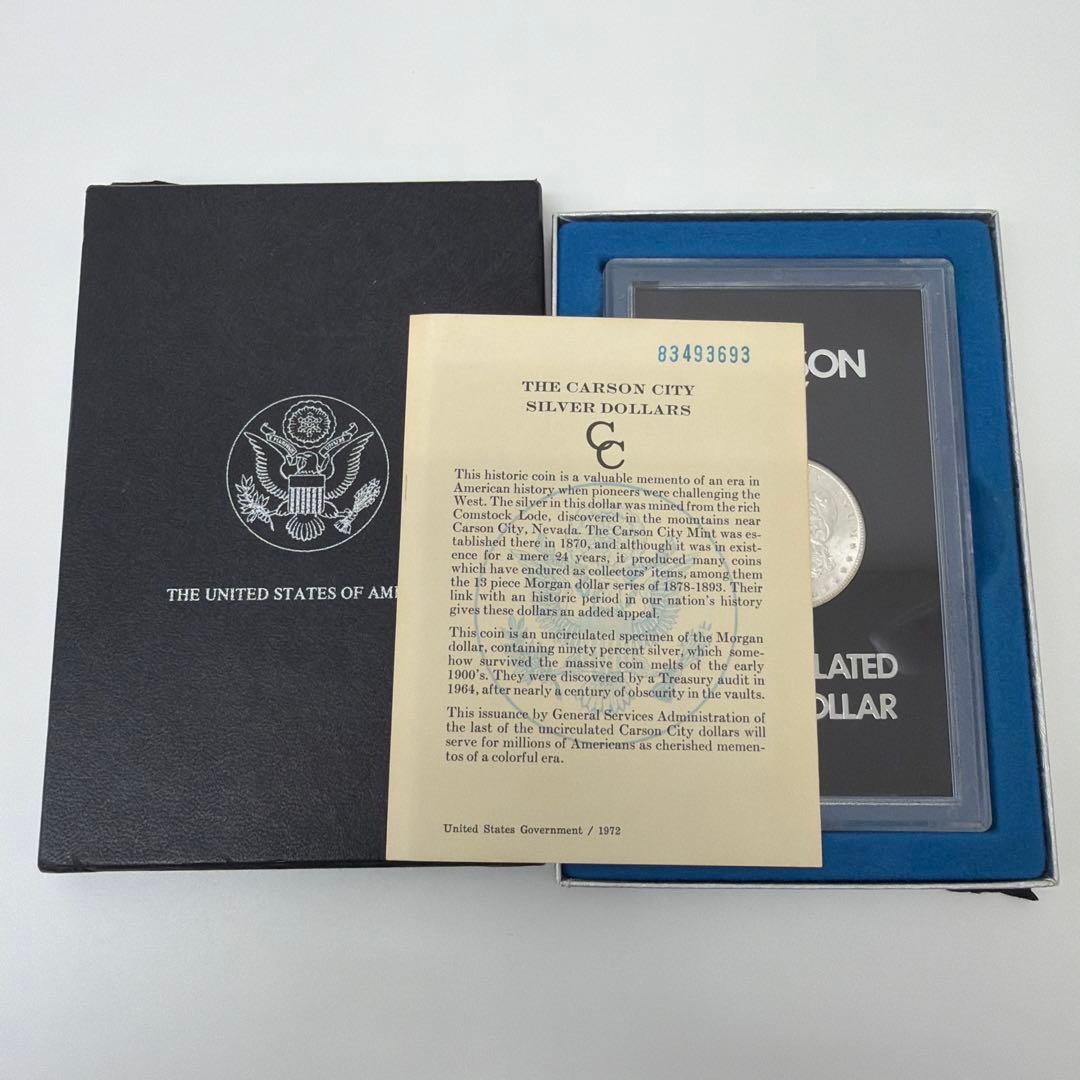 THE UNITED STATES OF AM
83493693
THE CARSON CITY
SILVER DOLLARS
CC
This historic coin is a valuable memento of an era in
American history when pioneers were challenging the
West. The silver in this dollar was mined from the rich
Comstock Lode, discovered in the mountains near
Carson City, Nevada. The Carson City Mint was es-
tablished there in 1870, and although it was in exist-
ence for a mere 24 years, it produced many coins
which have endured as collectors' items, among them
the 13 piece Morgan dollar series of 1878-1893. Their
link with an historic period in our nation's history
gives these dollars an added appeal.
This coin is an uncirculated specimen of the Morgan
dollar, containing ninety percent silver, which some-
how survived the massive coin melts of the early
1900's. They were discovered by a Treasury audit in
1964, after nearly a century of obscurity in the vaults.
This issuance by General Services Administration of
the last of the uncirculated Carson City dollars will
serve for millions of Americans as cherished memen-
tos of a colorful era.
United States Government / 1972
SON
LATED
OLLAR